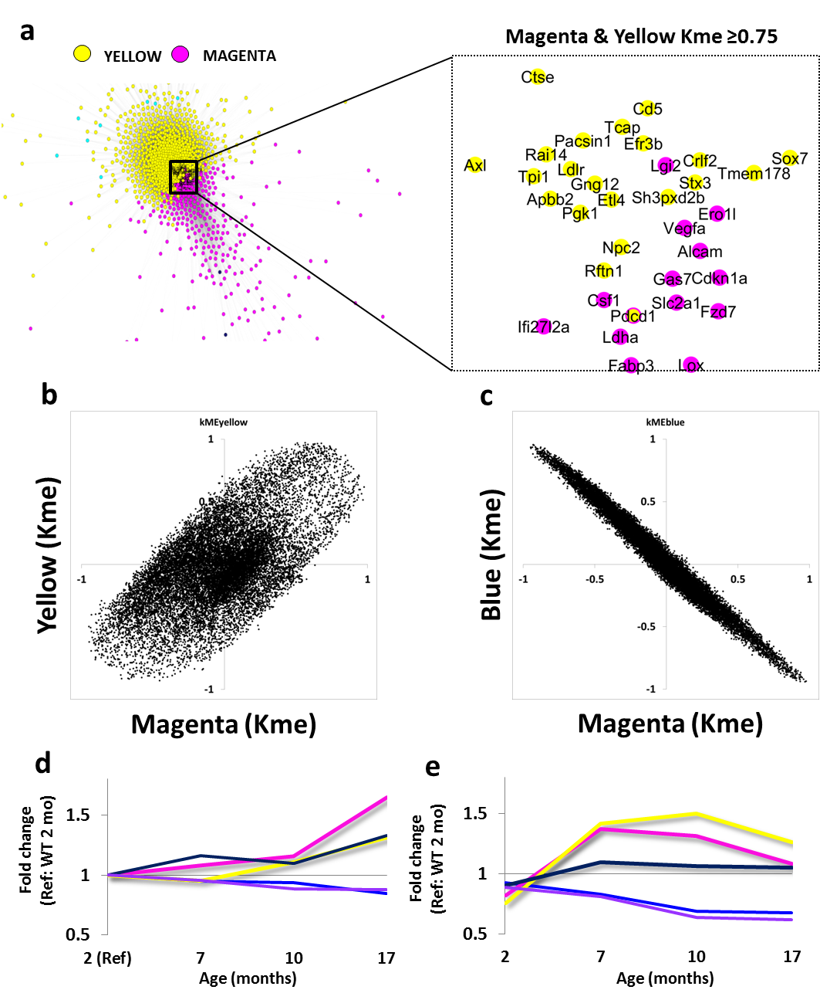 a
YELLOW
MAGENTA
Magenta & Yellow Kme ≥0.75
Ctse
Cd5
Tcap
Pacsin1
Efr3b
Rai14
Axl
Ldlr
Lgi2
Crlf2
Sox7
Tpi1
Tmem178
Gng12
Stx3
Apbb2
Etl4
Sh3pxd2b
Pgk1
Ero1l
Vegfa
Npc2
Alcam
Rftn1
Gas7
Cdkn1a
Csf1
Slc2a1
Pdcd1
Fzd7
Ifi27l2a
Ldha
Fabp3
Lox
b
kMEyellow
1
-1
1
-1
Yellow (Kme)
Magenta (Kme)
c
kMEblue
1
0.5
-1
-0.5
0.5
1
-0.5
-1
Blue (Kme)
Magenta (Kme)
d
Fold change
(Ref: WT 2 mo)
1.5
1
0.5
2 (Ref)
7
10
17
Age (months)
e
Fold change
(Ref: WT 2 mo)
1.5
1
0.5
2
7
10
17
Age (months)